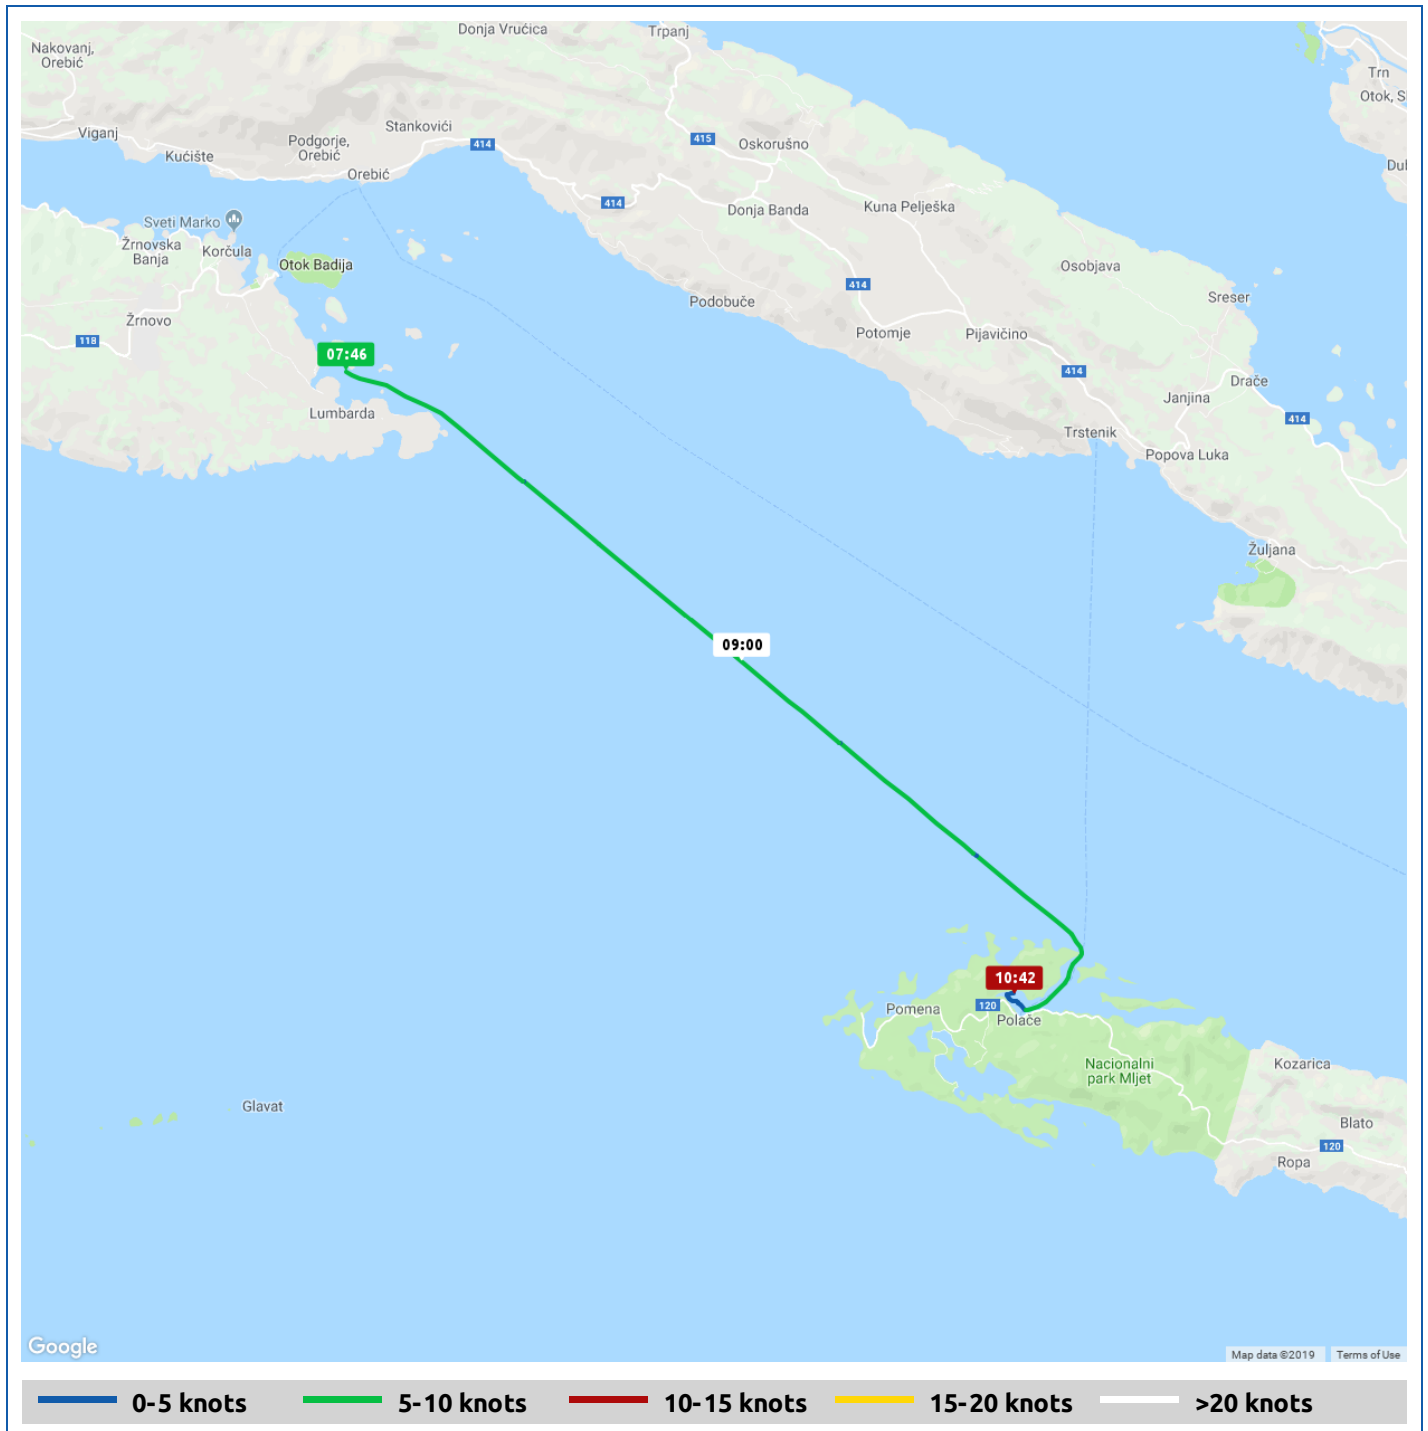 Donja Vrućica
Trpanj
Nakovanj,
Orebić
Trn
Otok, S
Viganj
Stankovići
Podgorje,
Orebić
Kućište
414
415
Oskorušno
Dul
Orebić
414
Donja Banda
Kuna Pelješka
Sveti Marko
Žrnovska
Banja
Korčula
Otok Badija
Osobjava
414
Podobuče
Sreser
Žrnovo
Potomje
Pijavičino
118
07:46
414
Drače
Janjina
Lumbarda
414
Trstenik
Popova Luka
Žuljana
09:00
10:42
120
Pomena
Polače
Nacionalni
park Mljet
Kozarica
Glavat
Blato
120
Ropa
Google
Map data ©2019
Terms of Use
0-5 knots
5-10 knots
10-15 knots
15-20 knots
>20 knots